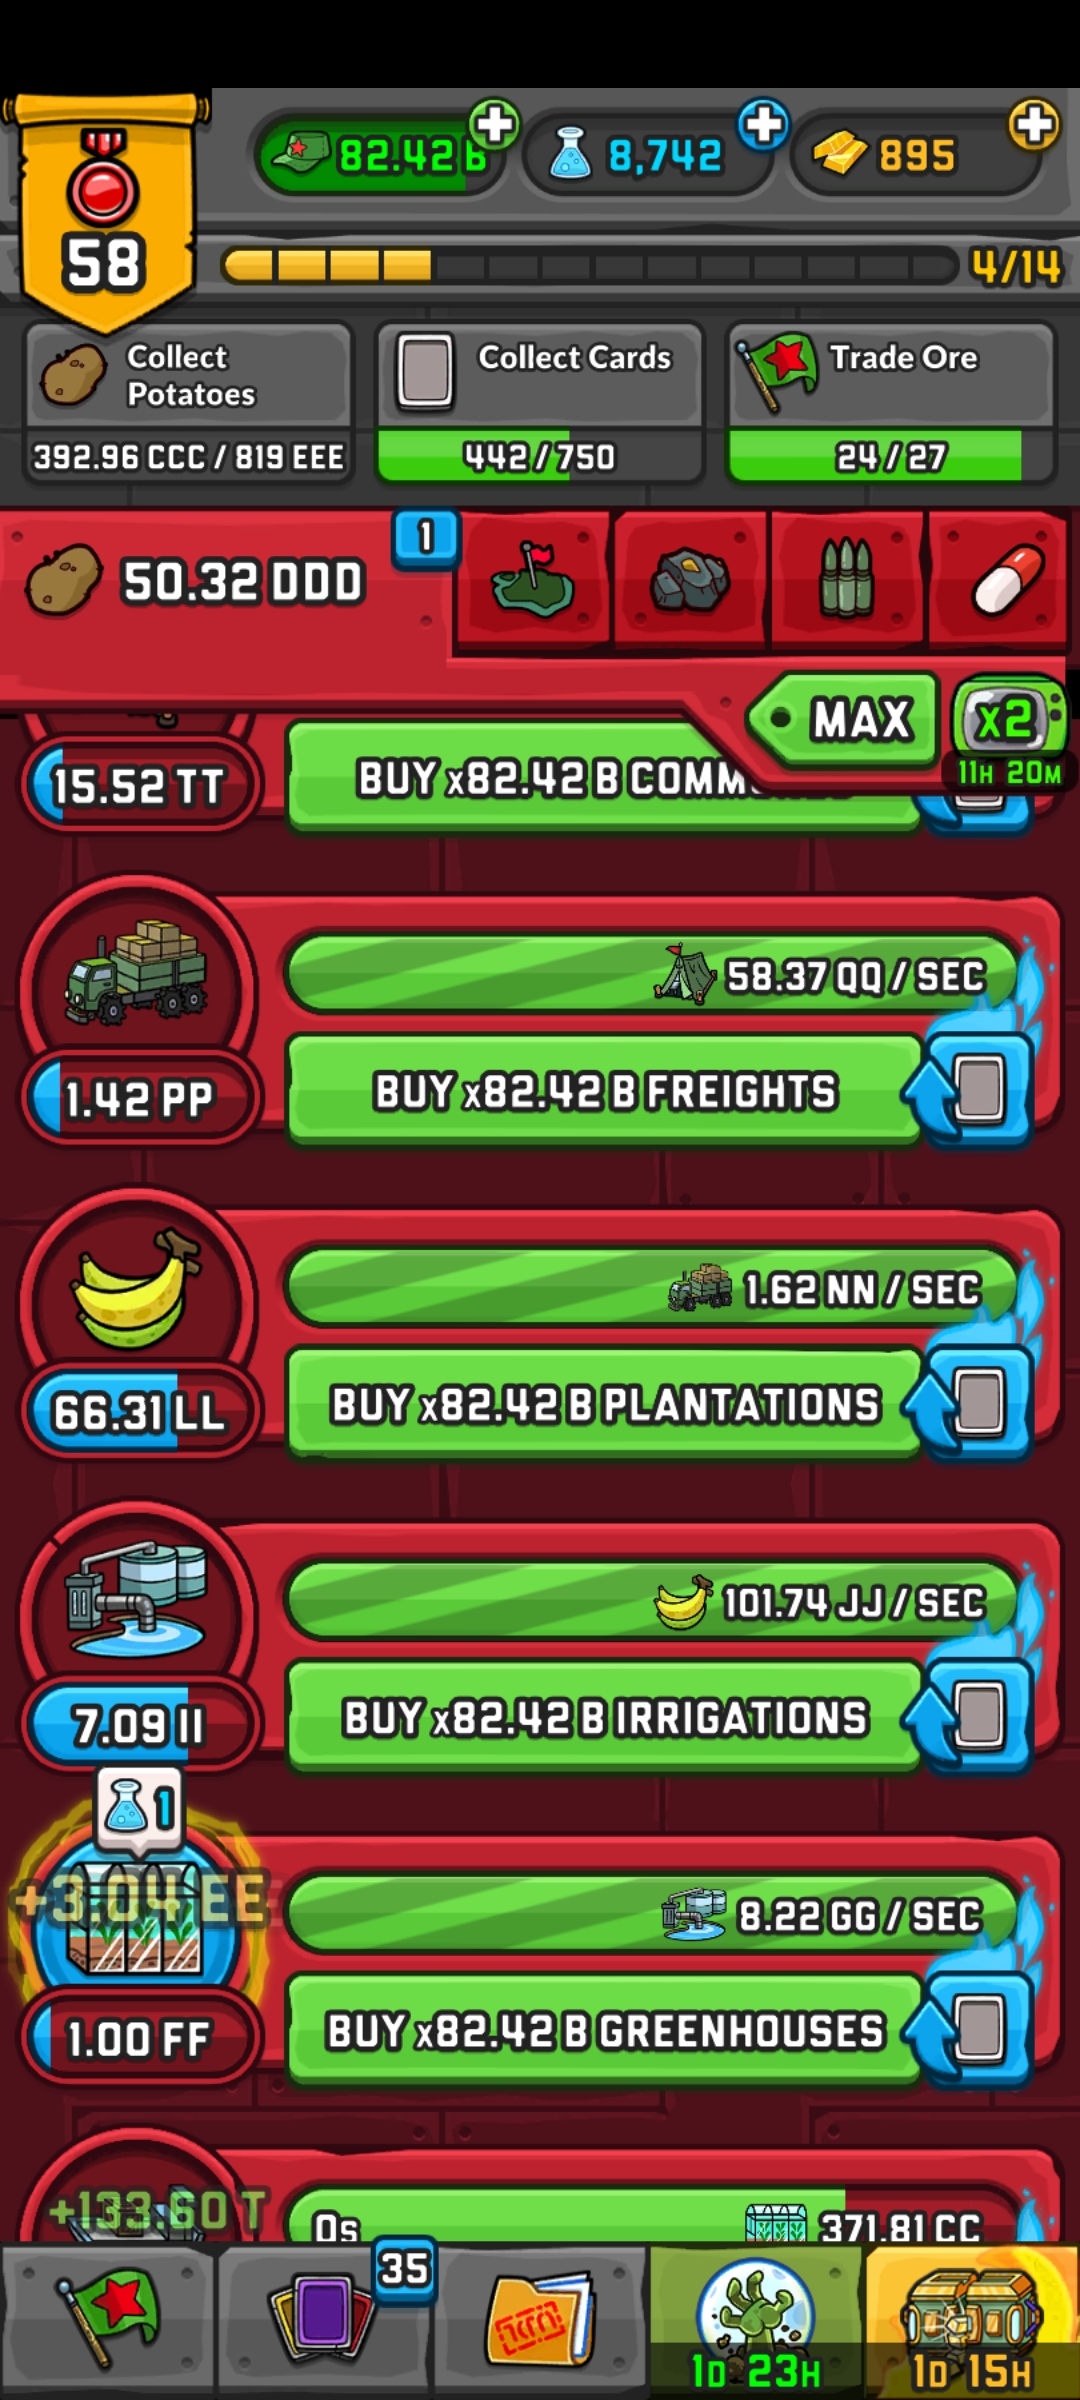 82.42 B
8,742
895
58
4/14
Collect Potatoes
392.96 CCC / 819 EEE
Collect Cards
442/750
Trade Ore
24/27
50.32 DDD
1
MAX
x2
11H 20M
15.52 TT
BUY x82.42 B
58.37 QQ / SEC
1.42 PP
BUY x82.42 B FREIGHTS
1.62 NN / SEC
66.31 LL
BUY x82.42 B PLANTATIONS
101.74 JJ / SEC
7.09 II
BUY x82.42 B IRRIGATIONS
1
+3.04 EE
8.22 GG / SEC
1.00 FF
BUY x82.42 B GREENHOUSES
+133.60 T
0s
371.81 CC
35
1D 23H
1D 15H